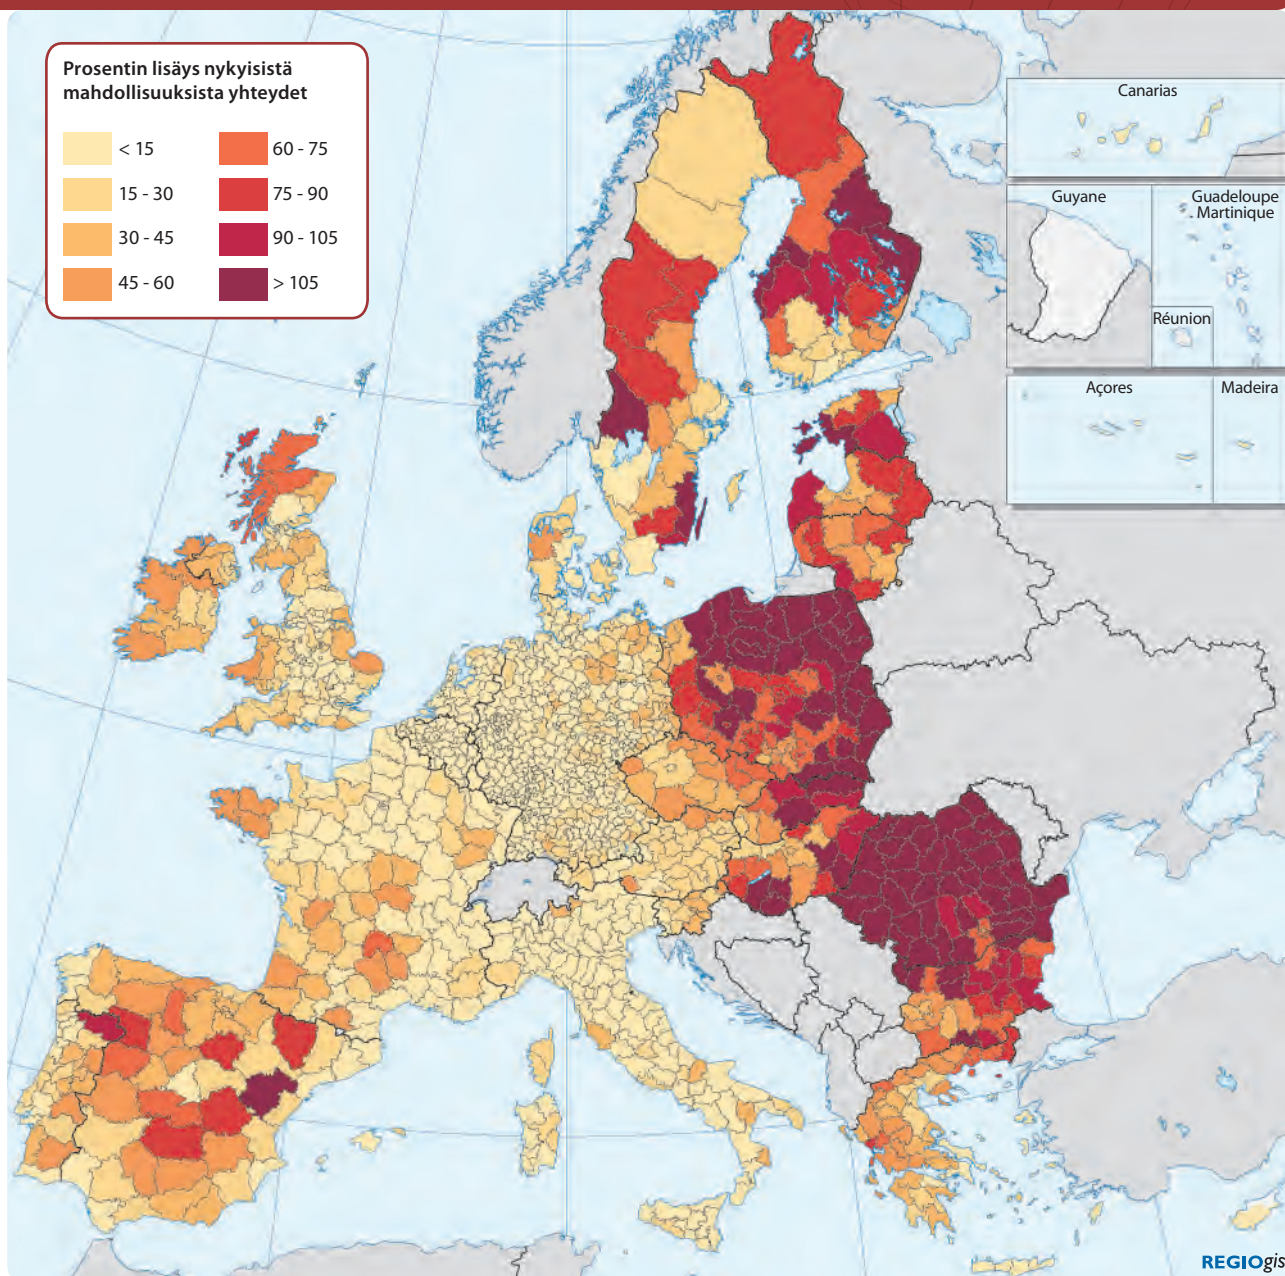 Prosentin lisäys nykyisistä
mahdollisuuksista yhteydet
< 15
15 - 30
30 - 45
45 - 60
60 - 75
75 - 90
90 - 105
> 105
Canarias
Guyane
Guadeloupe
Martinique
Réunion
Açores
Madeira
REGIOgis